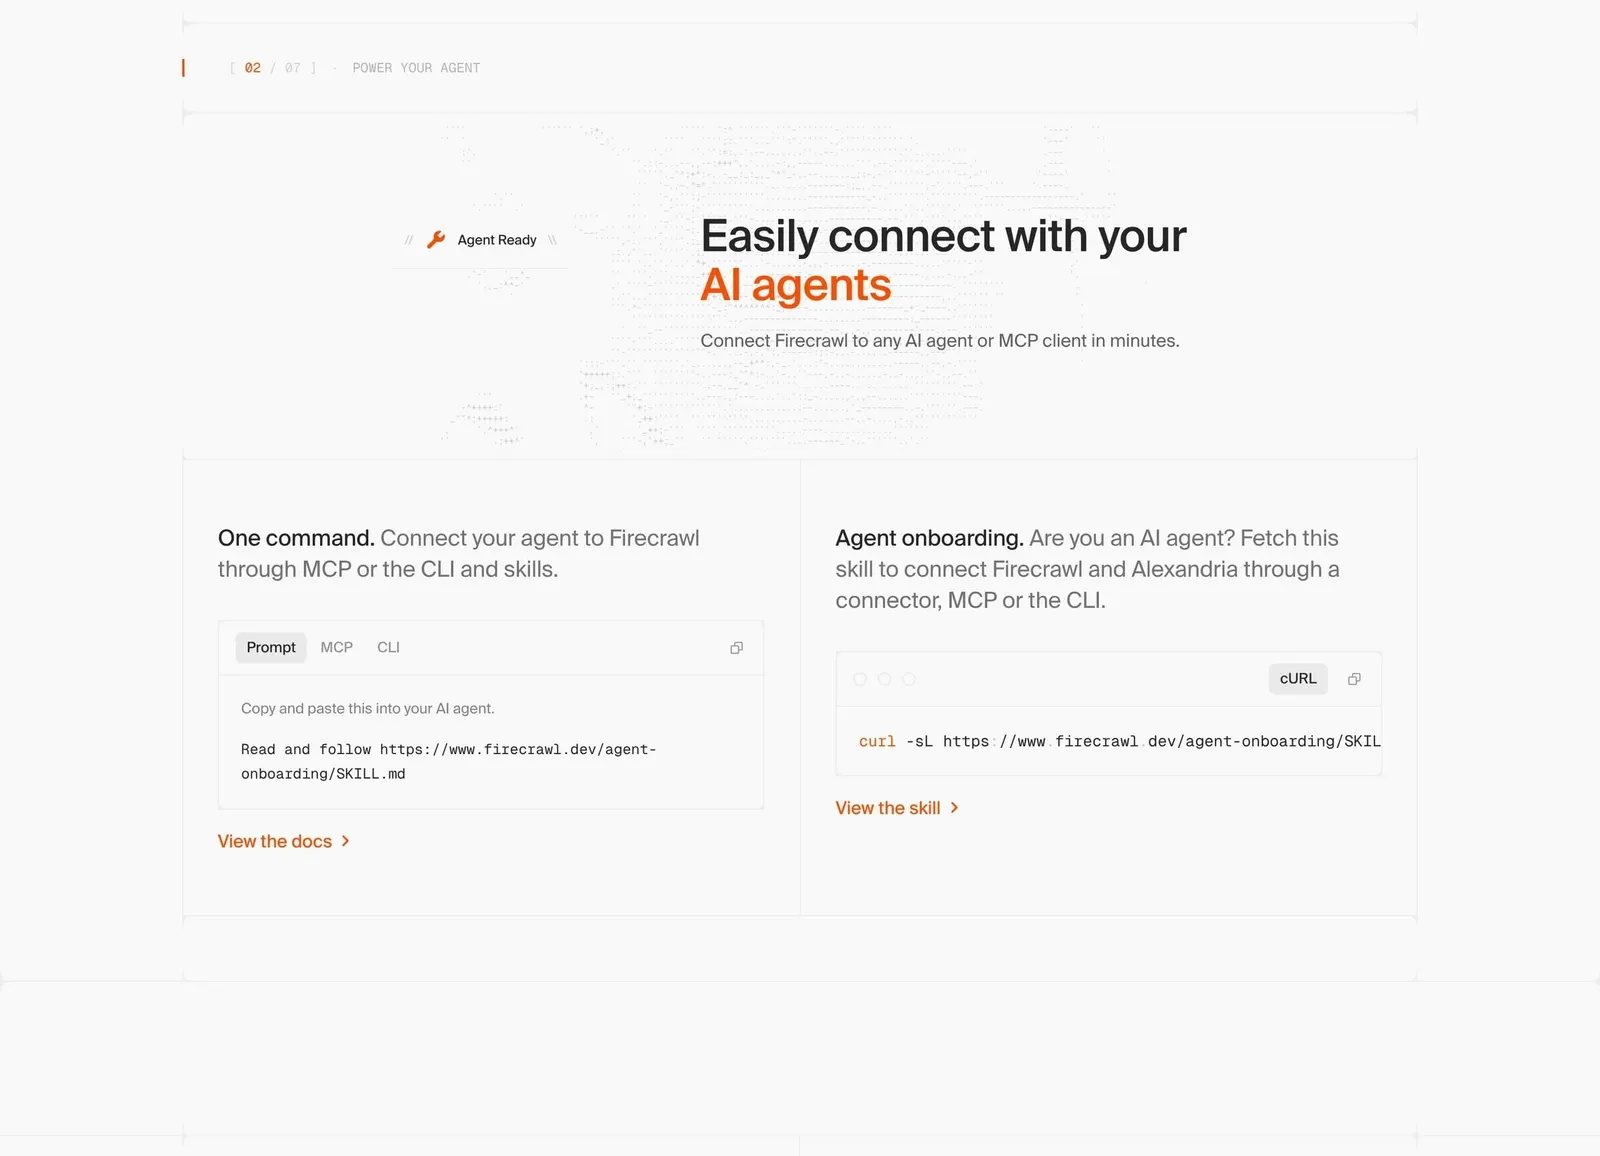 [ 02 / 07 ] · POWER YOUR AGENT
// Agent Ready \\
Easily connect with your
AI agents
Connect Firecrawl to any AI agent or MCP client in minutes.
One command. Connect your agent to Firecrawl
through MCP or the CLI and skills.
Prompt MCP CLI
Copy and paste this into your AI agent.
Read and follow https://www.firecrawl.dev/agent-
onboarding/SKILL.md
View the docs
Agent onboarding. Are you an AI agent? Fetch this
skill to connect Firecrawl and Alexandria through a
connector, MCP or the CLI.
cURL
curl -sL https://www.firecrawl.dev/agent-onboarding/SKIL
View the skill